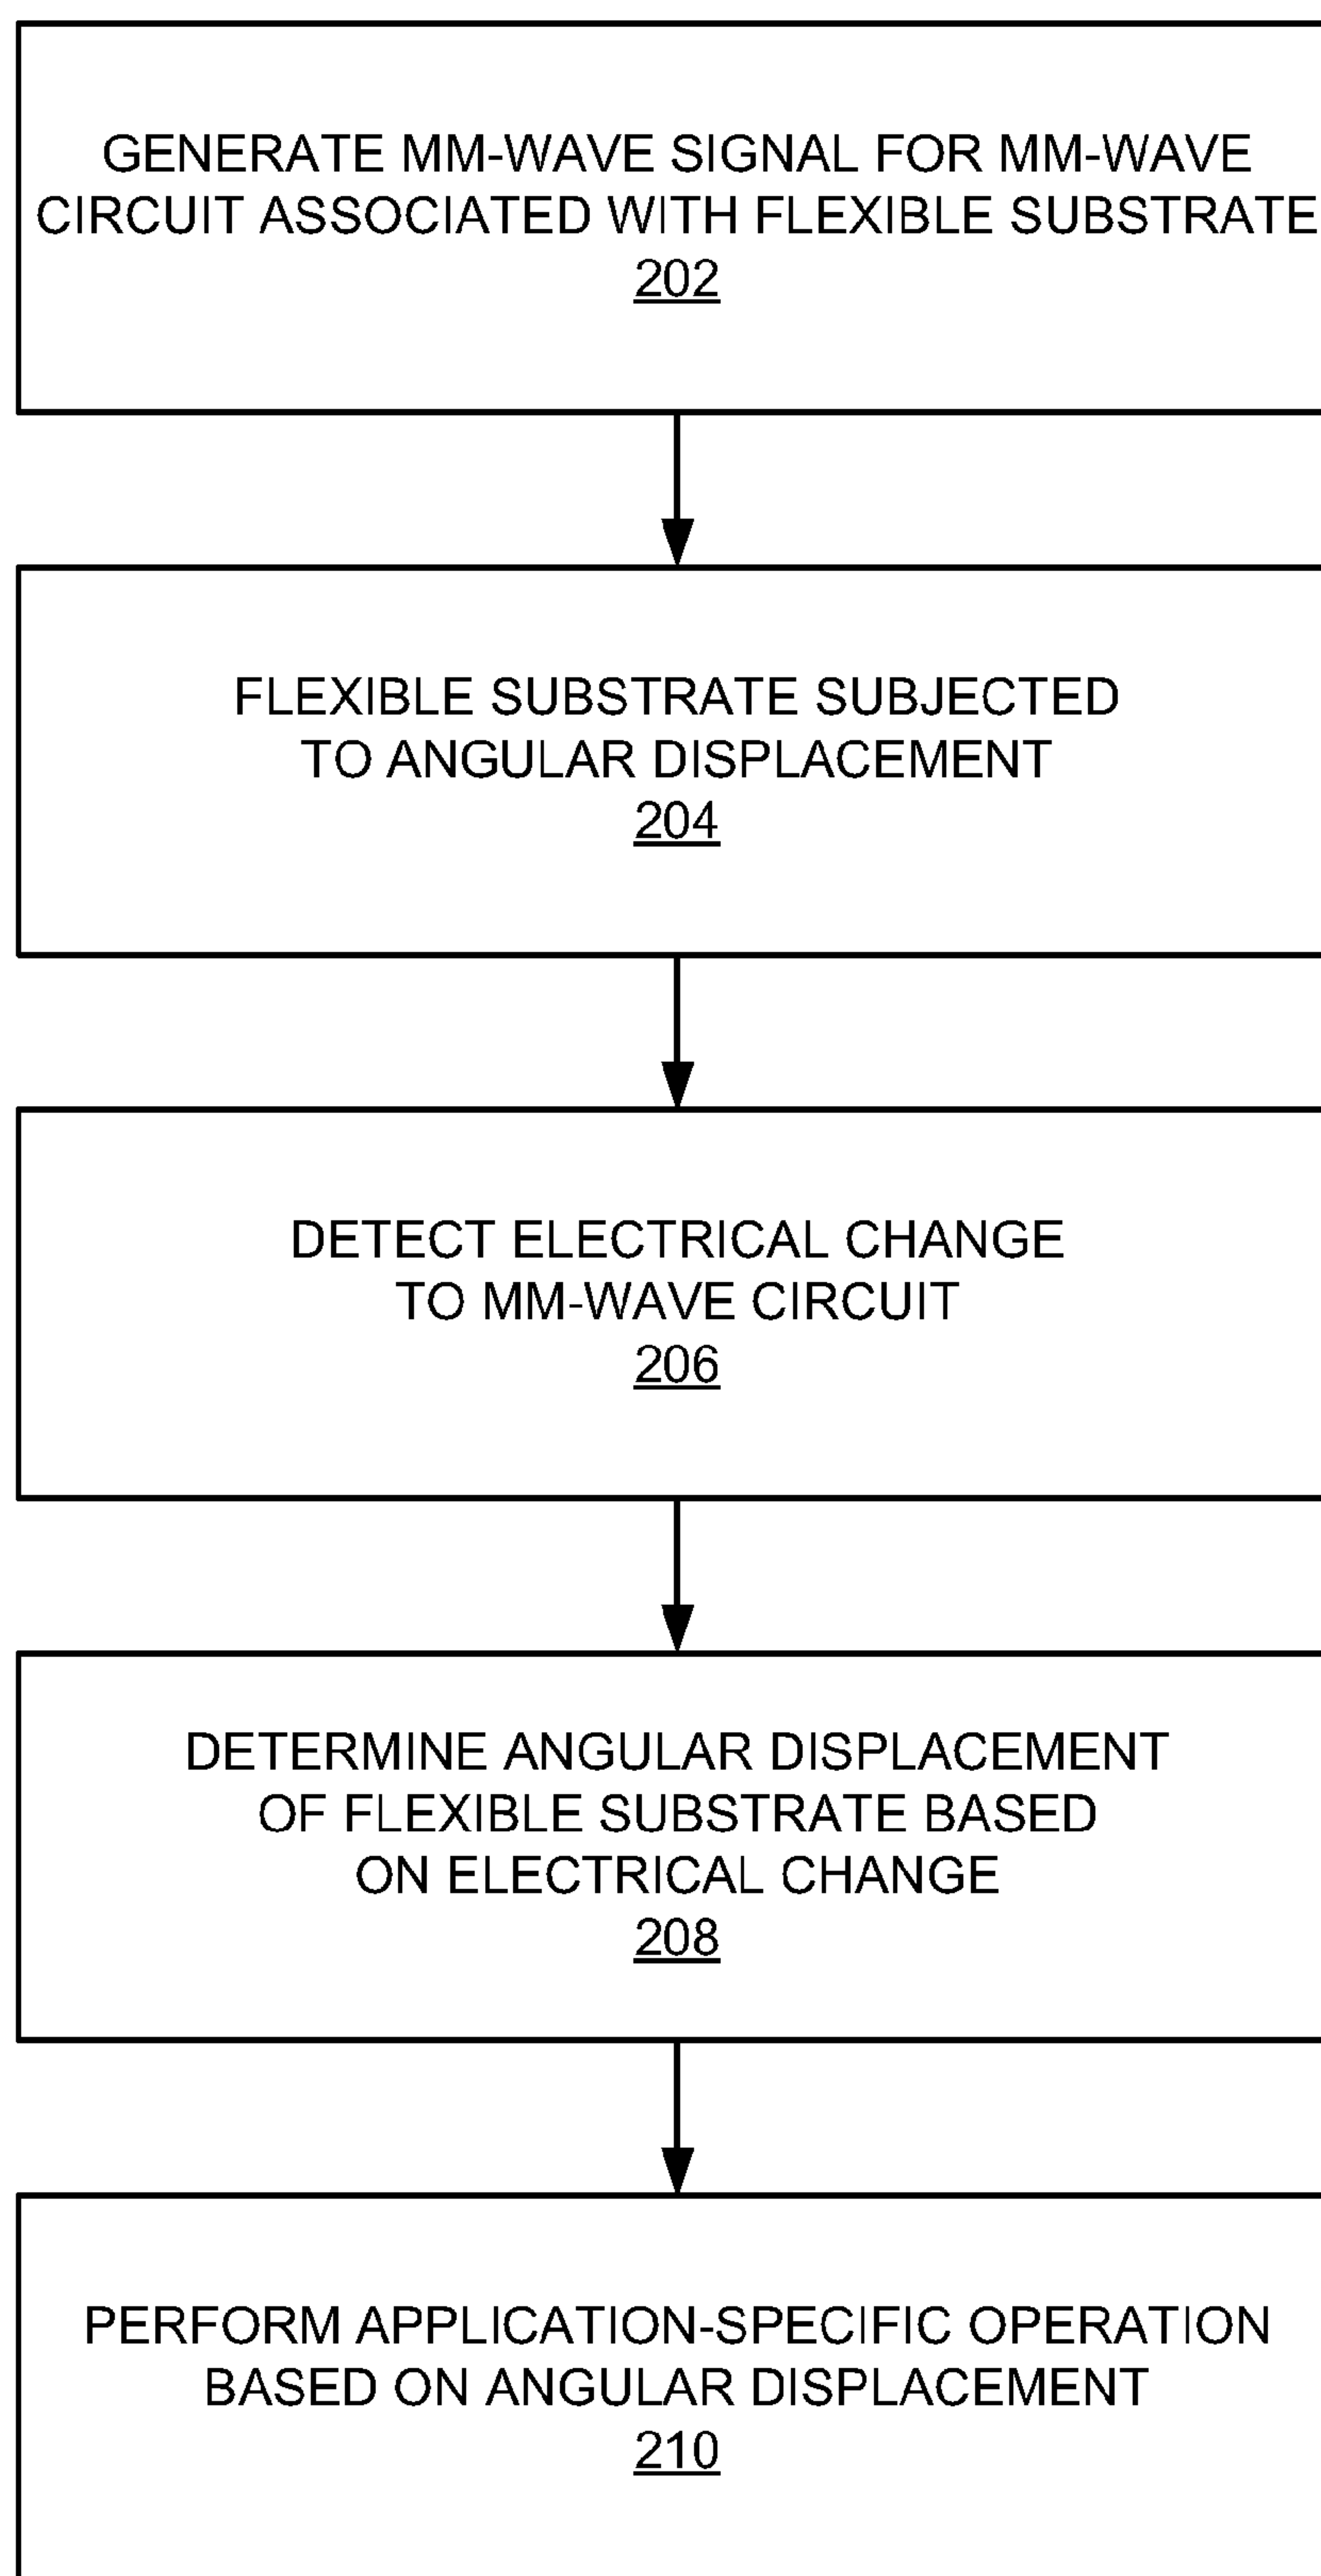 GENERATE MM-WAVE SIGNAL FOR MM-WAVE
CIRCUIT ASSOCIATED WITH FLEXIBLE SUBSTRATE
202
FLEXIBLE SUBSTRATE SUBJECTED
TO ANGULAR DISPLACEMENT
204
DETECT ELECTRICAL CHANGE
TO MM-WAVE CIRCUIT
206
DETERMINE ANGULAR DISPLACEMENT
OF FLEXIBLE SUBSTRATE BASED
ON ELECTRICAL CHANGE
208
PERFORM APPLICATION-SPECIFIC OPERATION
BASED ON ANGULAR DISPLACEMENT
210